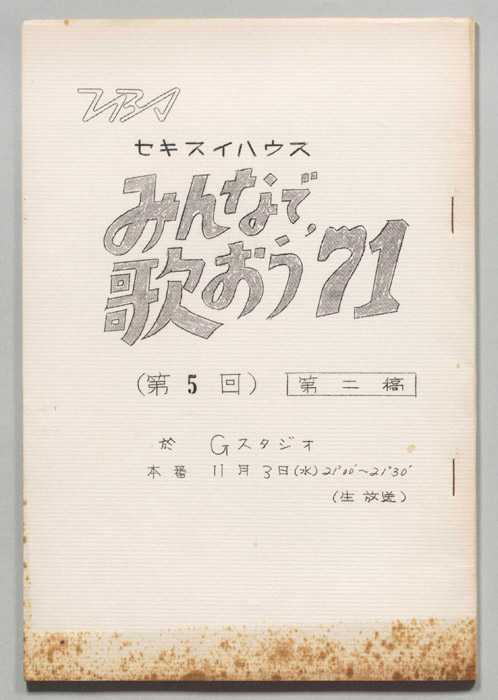 TBS
セキスイハウス
みんなで、
歌おう'71
(第5回) 第二稿
於 Gスタジオ
本番 11月3日(水)21°00'〜21°30'
(生放送)